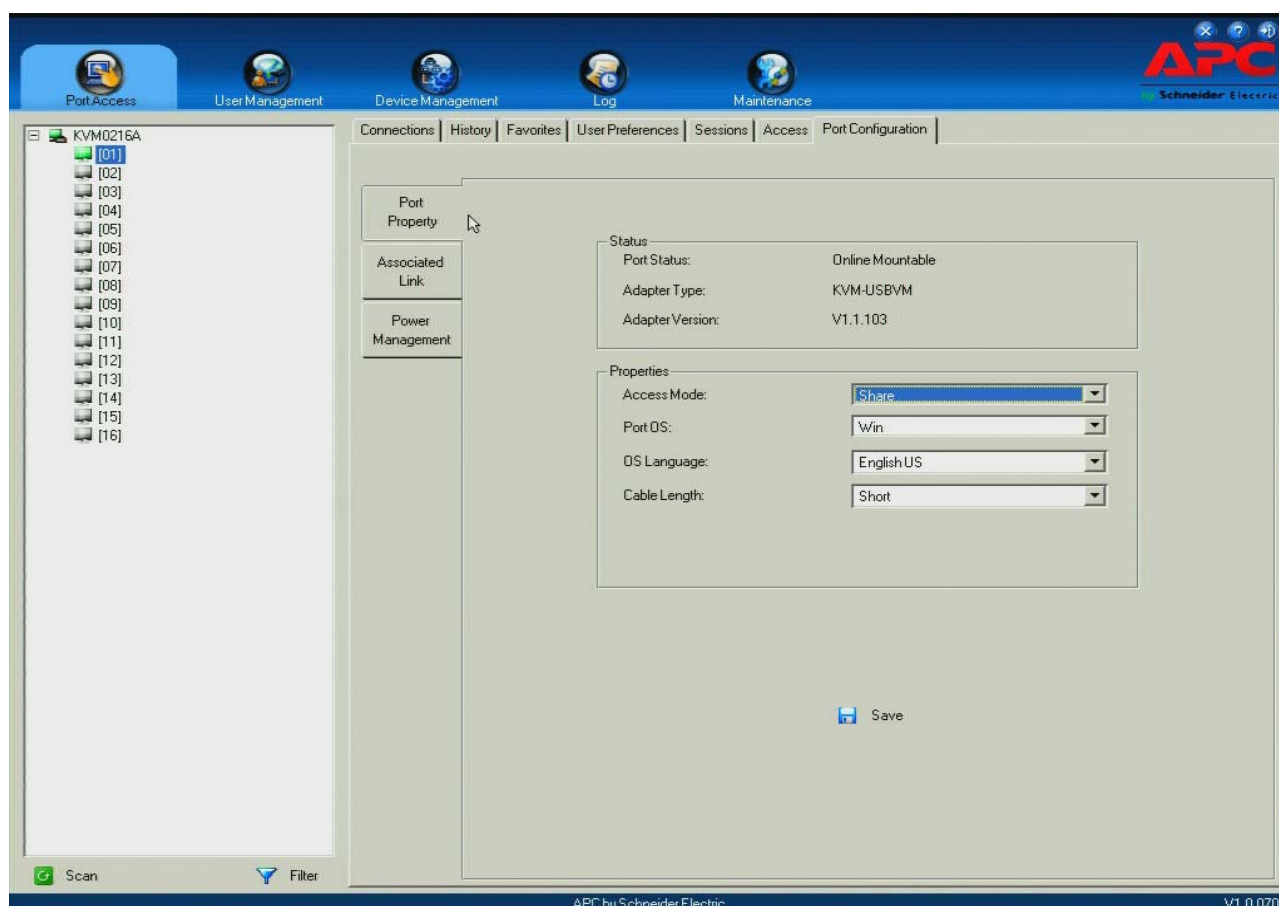 APC
by Schneider Electric
Port Access
User Management
Device Management
Log
Maintenance
KVM0216A
[01]
[02]
[03]
[04]
[05]
[06]
[07]
[08]
[09]
[10]
[11]
[12]
[13]
[14]
[15]
[16]
Scan
Filter
Connections
History
Favorites
User Preferences
Sessions
Access
Port Configuration
Port
Property
Associated
Link
Power
Management
Status
Port Status: Online Mountable
Adapter Type: KVM-USBVM
Adapter Version: V1.1.103
Properties
Access Mode: Share
Port OS: Win
OS Language: English US
Cable Length: Short
Save
APC by Schneider Electric
V1.0.070